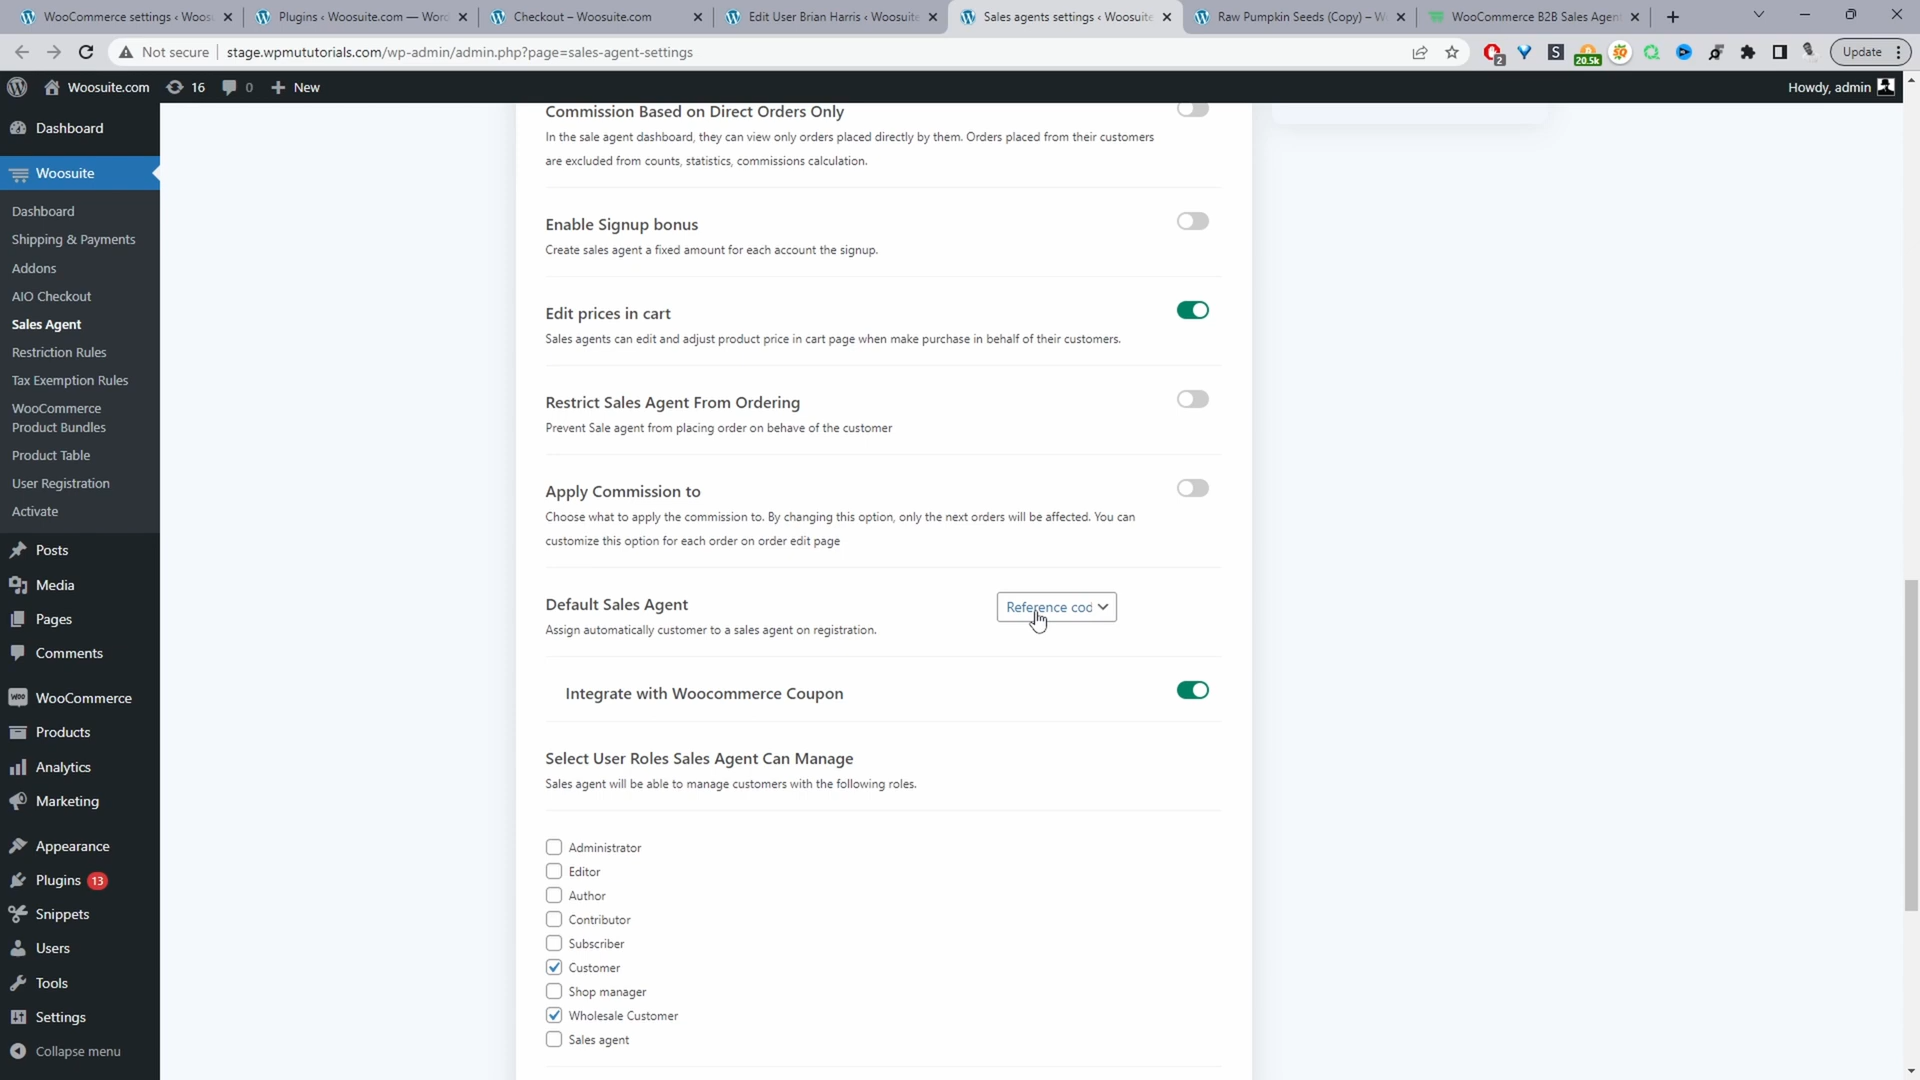 WooCommerce settings ‹ Woosu
Plugins ‹ Woosuite.com — Word
Checkout – Woosuite.com
Edit User Brian Harris ‹ Woosuite
Sales agents settings ‹ Woosuite
Raw Pumpkin Seeds (Copy) – W
WooCommerce B2B Sales Agen
Not secure
stage.wpmututorials.com/wp-admin/admin.php?page=sales-agent-settings
2
S
20.5k
Update
Woosuite.com
16
0
New
Howdy, admin
Dashboard
Woosuite
Dashboard
Shipping & Payments
Addons
AIO Checkout
Sales Agent
Restriction Rules
Tax Exemption Rules
WooCommerce
Product Bundles
Product Table
User Registration
Activate
Posts
Media
Pages
Comments
WooCommerce
Products
Analytics
Marketing
Appearance
Plugins 13
Snippets
Users
Tools
Settings
Collapse menu
Commission Based on Direct Orders Only
In the sale agent dashboard, they can view only orders placed directly by them. Orders placed from their customers
are excluded from counts, statistics, commissions calculation.
Enable Signup bonus
Create sales agent a fixed amount for each account the signup.
Edit prices in cart
Sales agents can edit and adjust product price in cart page when make purchase in behalf of their customers.
Restrict Sales Agent From Ordering
Prevent Sale agent from placing order on behave of the customer
Apply Commission to
Choose what to apply the commission to. By changing this option, only the next orders will be affected. You can
customize this option for each order on order edit page
Default Sales Agent
Reference cod
Assign automatically customer to a sales agent on registration.
Integrate with Woocommerce Coupon
Select User Roles Sales Agent Can Manage
Sales agent will be able to manage customers with the following roles.
Administrator
Editor
Author
Contributor
Subscriber
Customer
Shop manager
Wholesale Customer
Sales agent